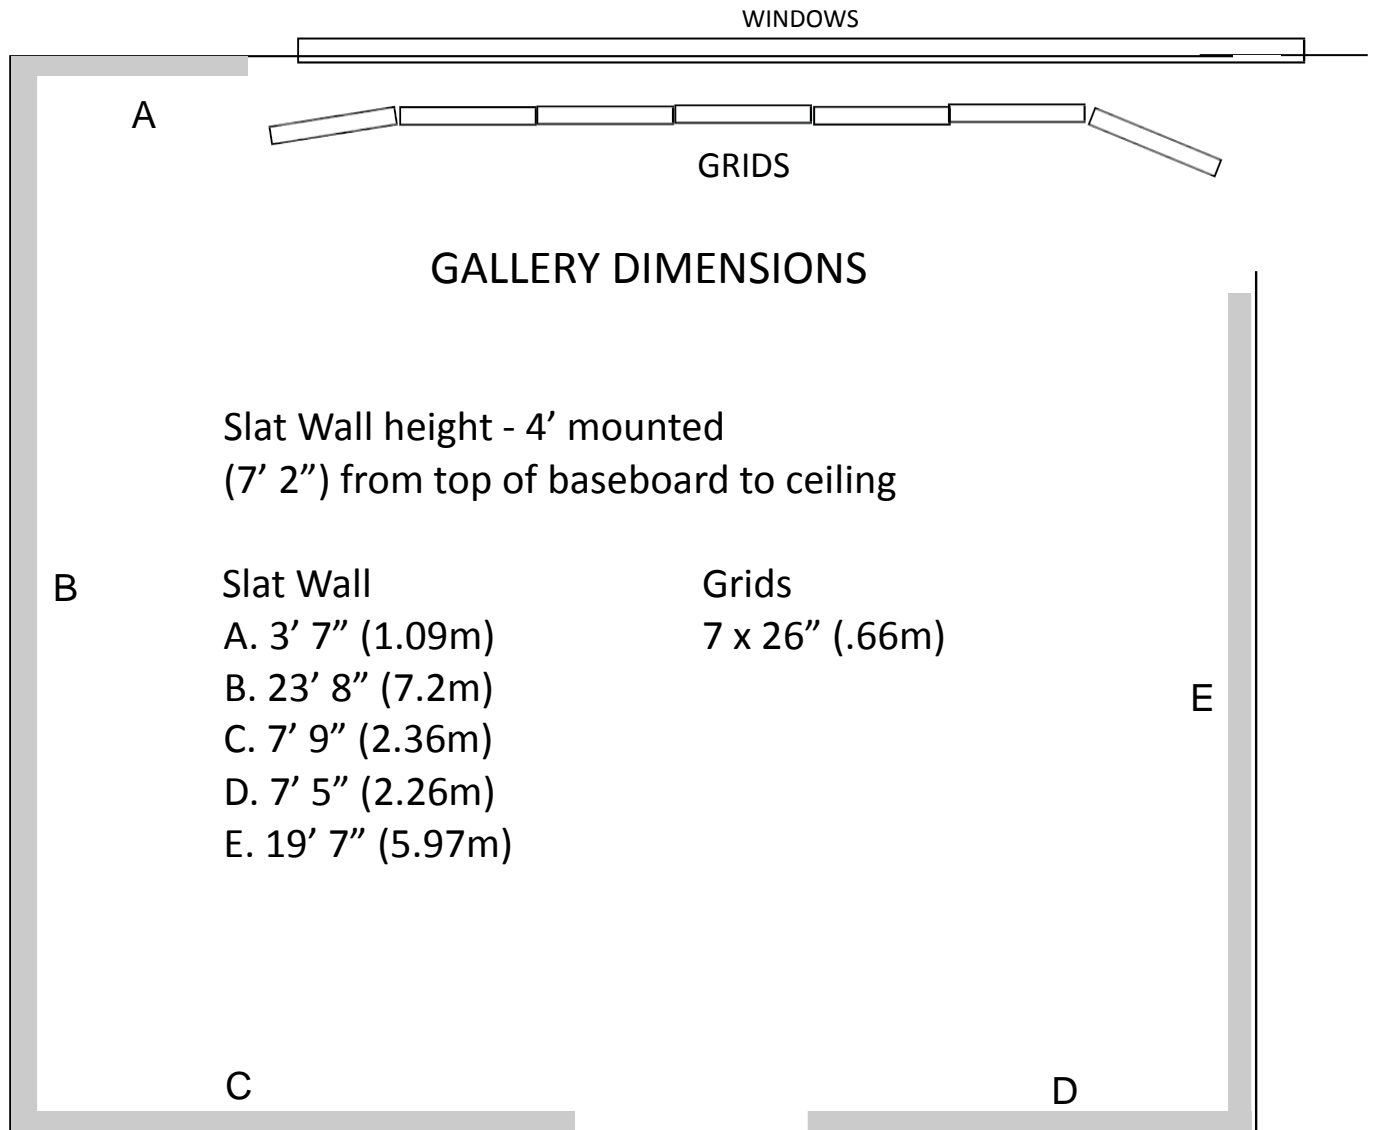 WINDOWS
A
GRIDS
GALLERY DIMENSIONS
Slat Wall height - 4’ mounted
(7’ 2”) from top of baseboard to ceiling
B
Slat Wall
A. 3’ 7” (1.09m)
B. 23’ 8” (7.2m)
C. 7’ 9” (2.36m)
D. 7’ 5” (2.26m)
E. 19’ 7” (5.97m)
Grids
7 x 26” (.66m)
E
C
D